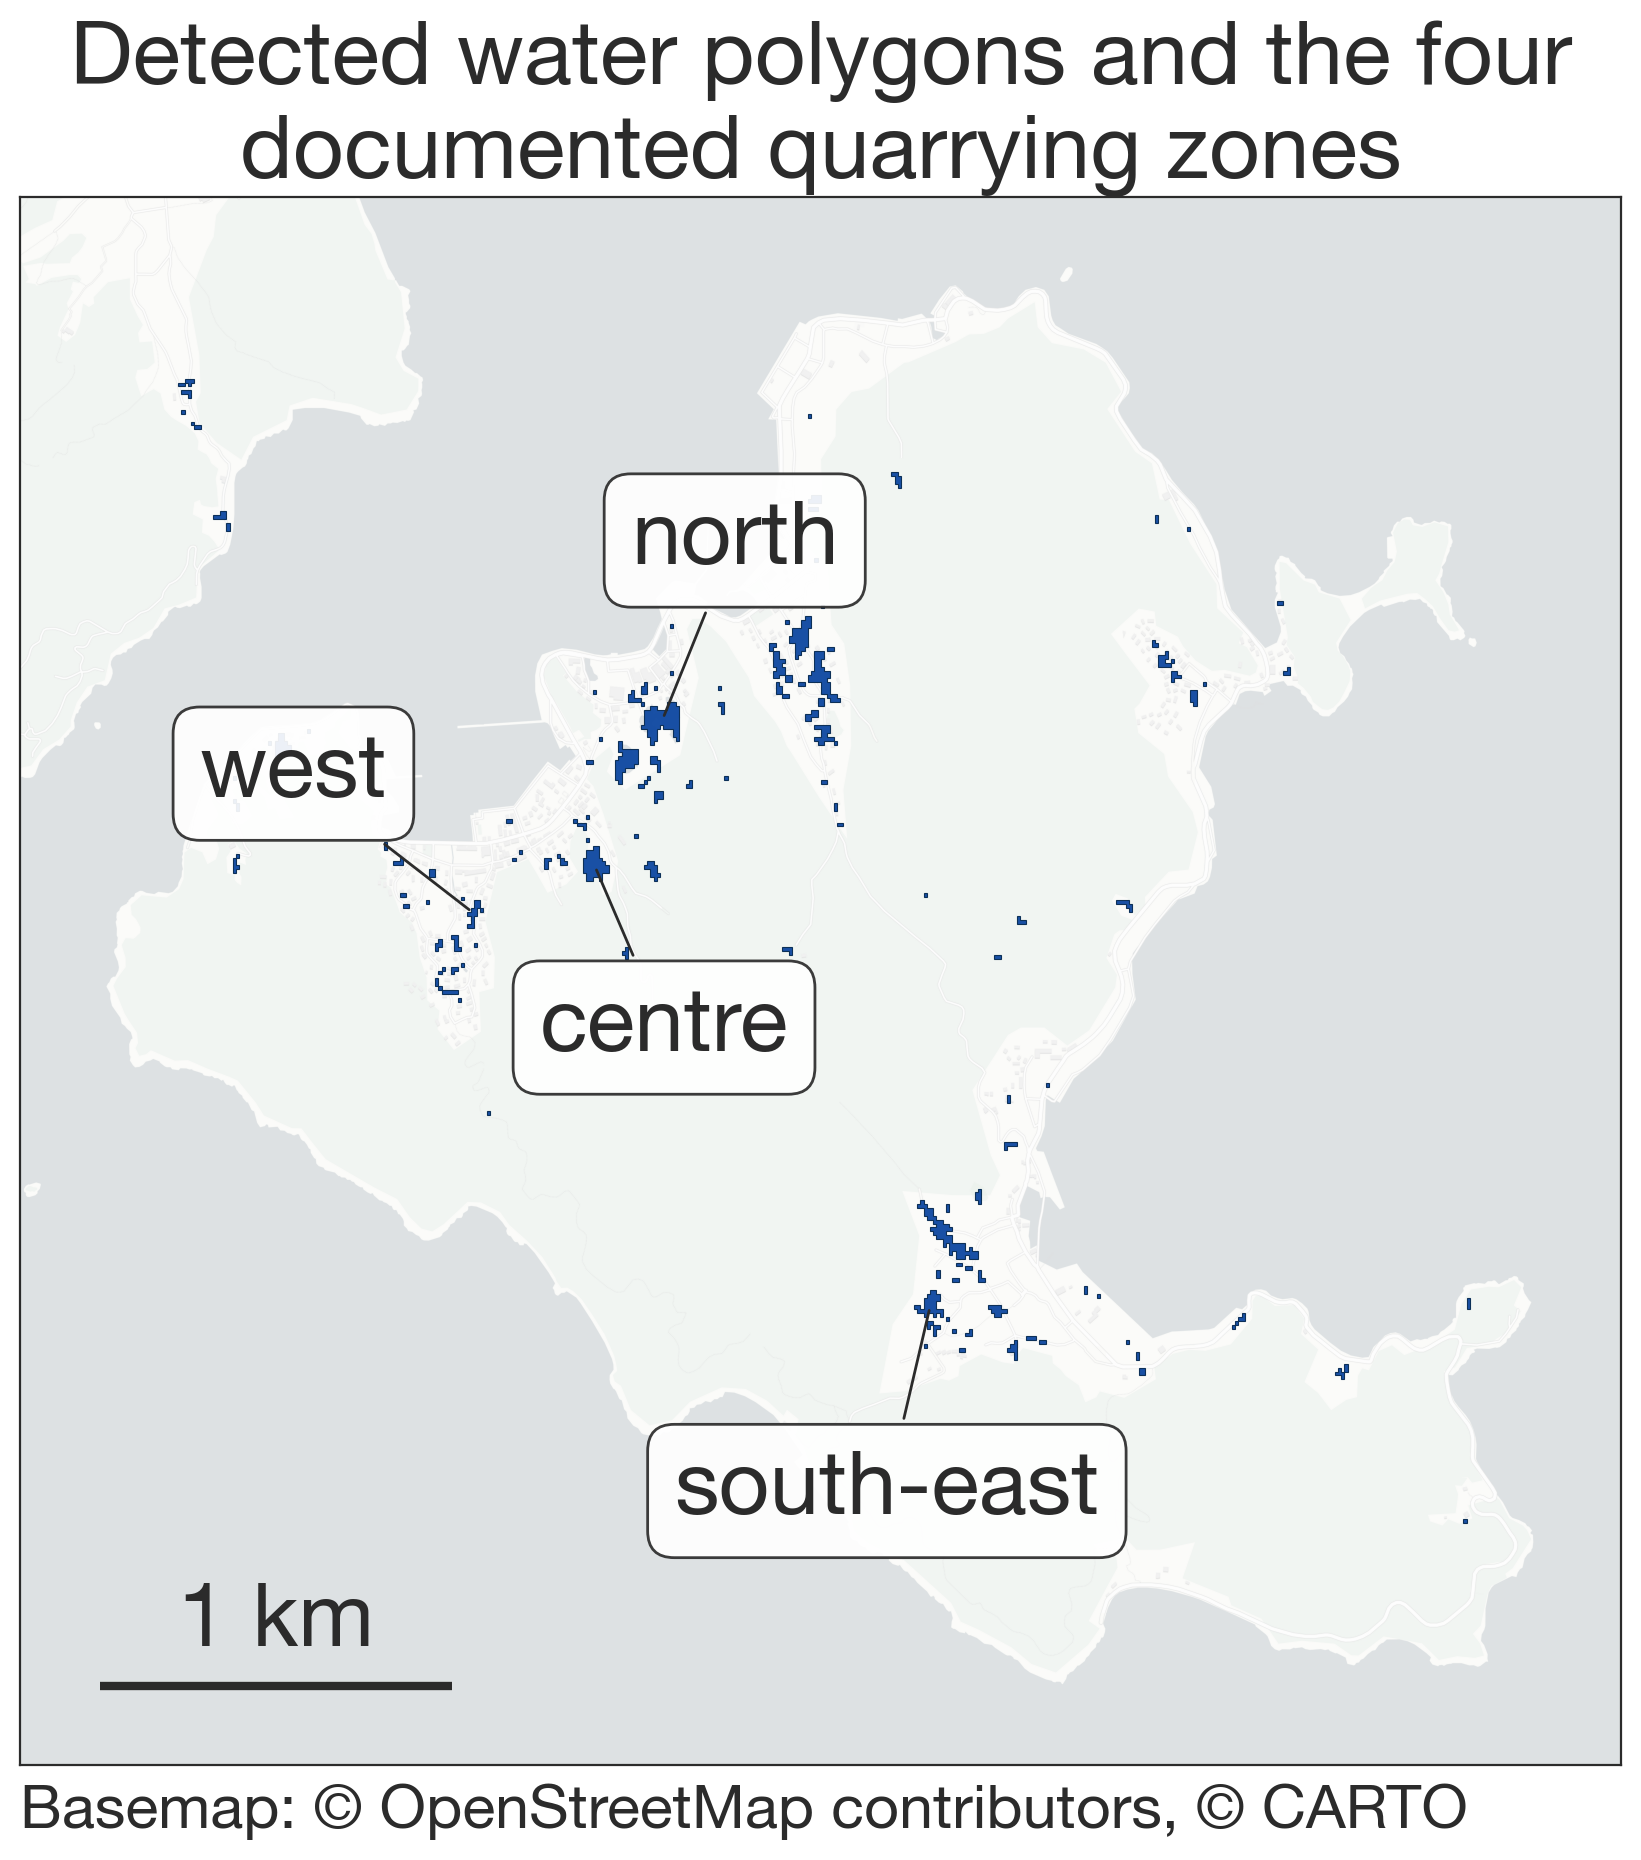 Detected water polygons and the four
documented quarrying zones
north
west
centre
south-east
1 km
Basemap: © OpenStreetMap contributors, © CARTO